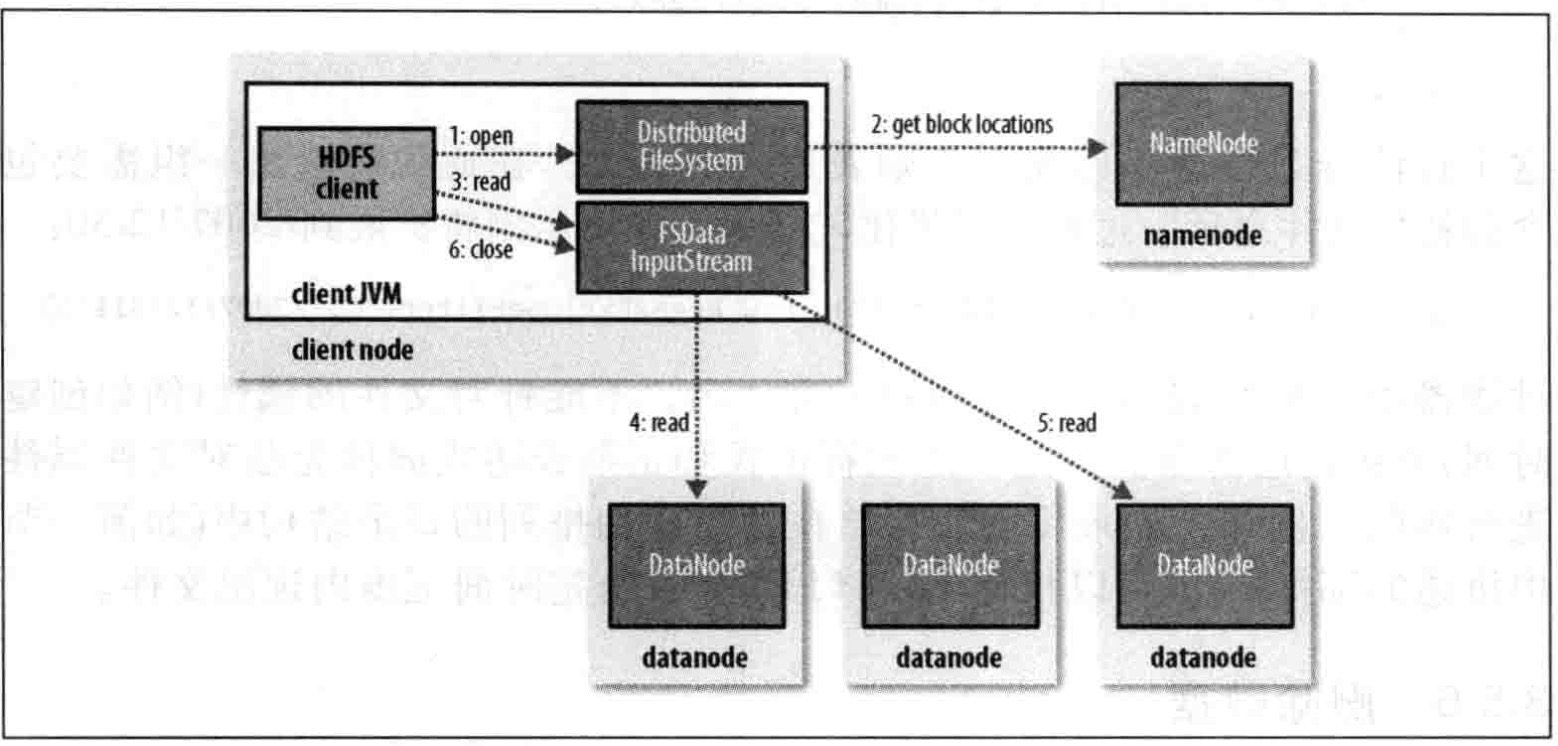 1: open
Distributed
FileSystem
2: get block locations
NameNode
HDFS
client
3: read
6: close
FSData
InputStream
namenode
client JVM
client node
4: read
5: read
DataNode
DataNode
DataNode
datanode
datanode
datanode